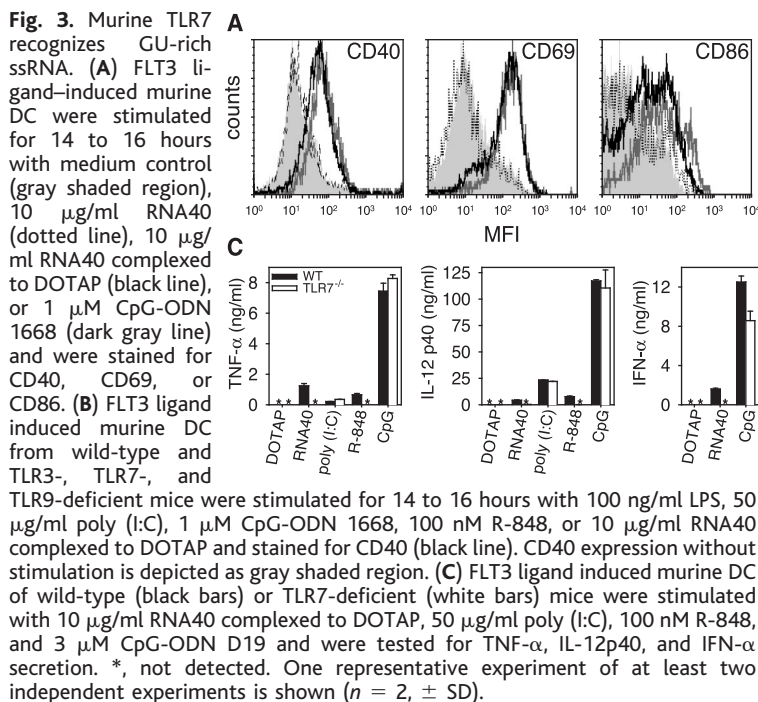 Fig. 3. Murine TLR7
recognizes GU-rich
ssRNA. (A) FLT3 li-
gand–induced murine
DC were stimulated
for 14 to 16 hours
with medium control
(gray shaded region),
10 μg/ml RNA40
(dotted line), 10 μg/
ml RNA40 complexed
to DOTAP (black line),
or 1 μM CpG-ODN
1668 (dark gray line)
and were stained for
CD40, CD69, or
CD86. (B) FLT3 ligand
induced murine DC
from wild-type and
TLR3-, TLR7-, and
A
CD40
CD69
CD86
counts
10⁰ 10¹ 10² 10³ 10⁴
10⁰ 10¹ 10² 10³ 10⁴
10⁰ 10¹ 10² 10³ 10⁴
MFI
C
TNF-α (ng/ml)
8
6
4
2
0
WT
TLR7⁻/⁻
* * * *
DOTAP
RNA40
poly (I:C)
R-848
CpG
IL-12 p40 (ng/ml)
125
100
75
50
25
0
* * * *
DOTAP
RNA40
poly (I:C)
R-848
CpG
IFN-α (ng/ml)
12
8
4
0
* * * * * * *
DOTAP
RNA40
poly (I:C)
R-848
CpG
TLR9-deficient mice were stimulated for 14 to 16 hours with 100 ng/ml LPS, 50
μg/ml poly (I:C), 1 μM CpG-ODN 1668, 100 nM R-848, or 10 μg/ml RNA40
complexed to DOTAP and stained for CD40 (black line). CD40 expression without
stimulation is depicted as gray shaded region. (C) FLT3 ligand induced murine DC
of wild-type (black bars) or TLR7-deficient (white bars) mice were stimulated
with 10 μg/ml RNA40 complexed to DOTAP, 50 μg/ml poly (I:C), 100 nM R-848,
and 3 μM CpG-ODN D19 and were tested for TNF-α, IL-12p40, and IFN-α
secretion. *, not detected. One representative experiment of at least two
independent experiments is shown (n = 2, ± SD).